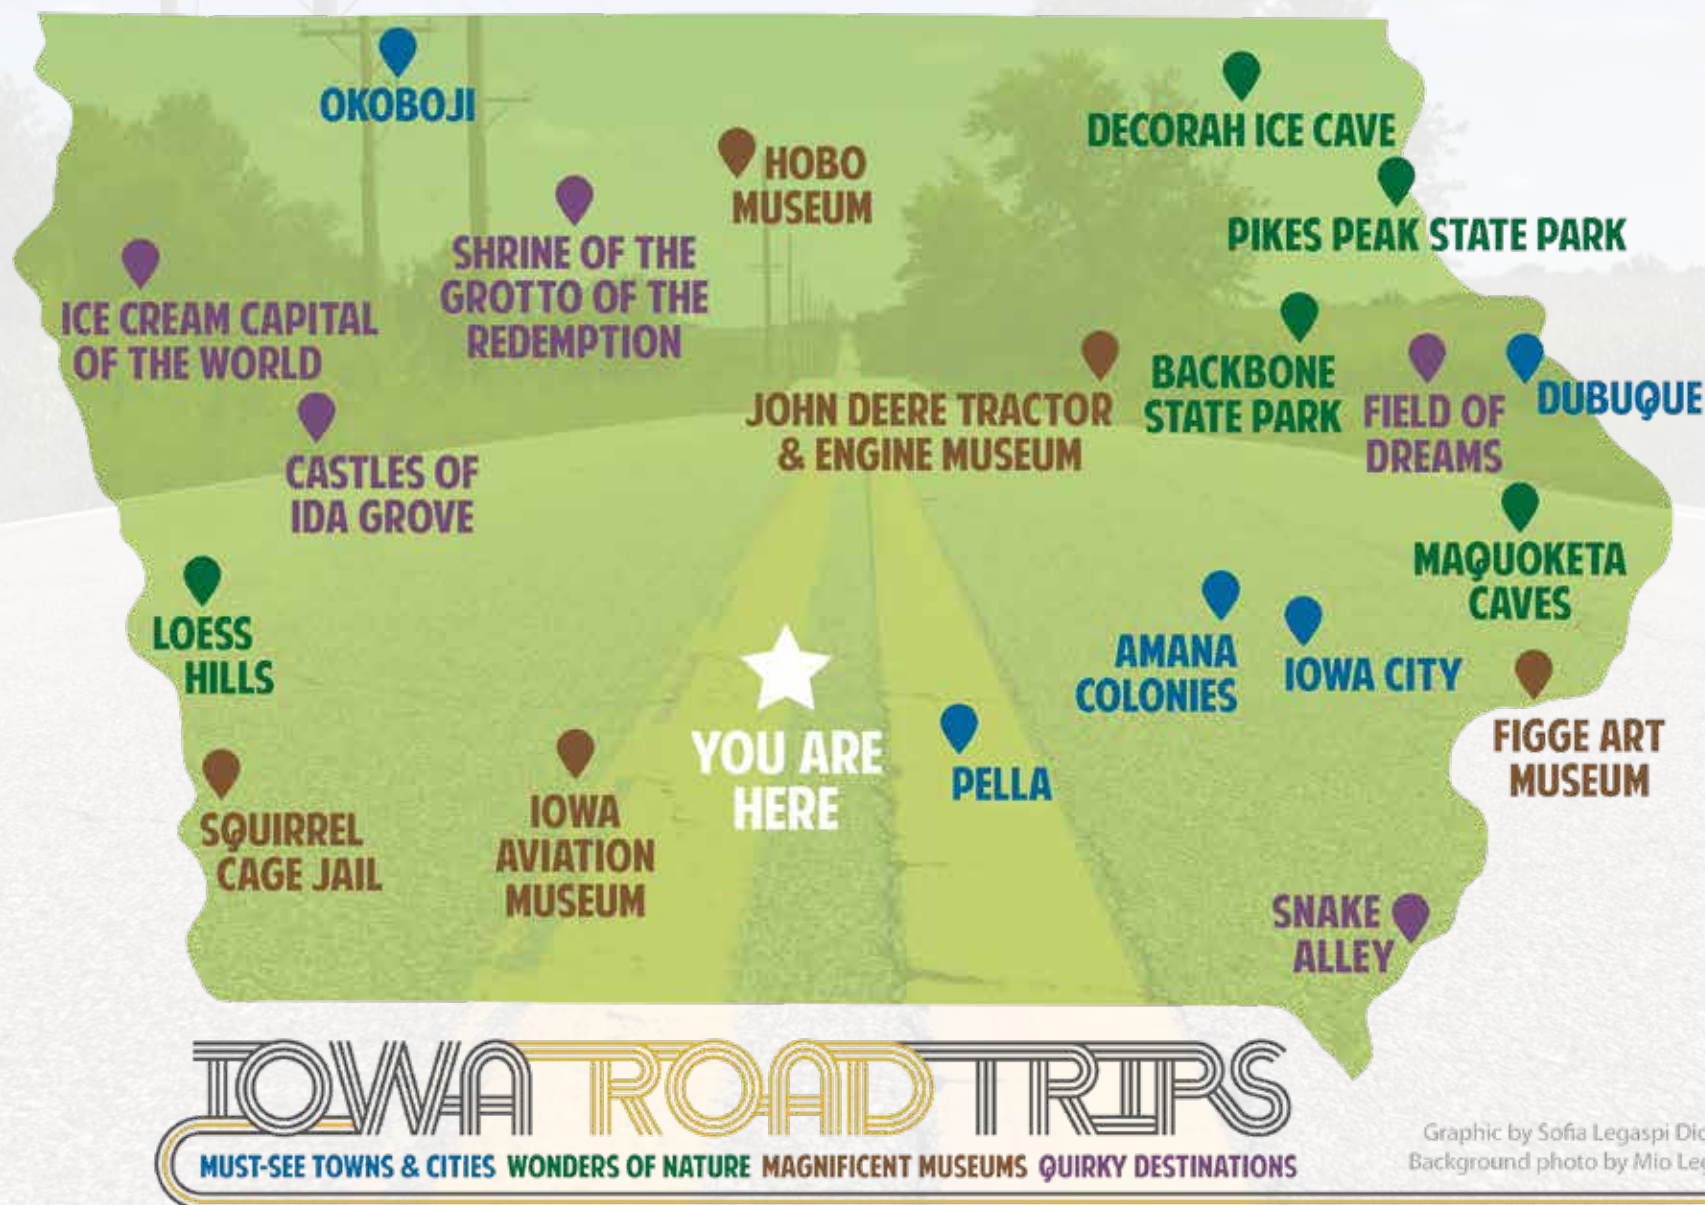 OKOBOJI
DECORAH ICE CAVE
HOBO
MUSEUM
PIKES PEAK STATE PARK
SHRINE OF THE
GROTTO OF THE
REDEMPTION
ICE CREAM CAPITAL
OF THE WORLD
BACKBONE
STATE PARK
DUBUQUE
JOHN DEERE TRACTOR
& ENGINE MUSEUM
FIELD OF
DREAMS
CASTLES OF
IDA GROVE
MAQUOKETA
CAVES
LOESS
HILLS
AMANA
COLONIES
IOWA CITY
YOU ARE
HERE
PELLA
FIGGE ART
MUSEUM
SQUIRREL
CAGE JAIL
IOWA
AVIATION
MUSEUM
SNAKE
ALLEY
IOWA ROAD TRIPS
MUST-SEE TOWNS & CITIES WONDERS OF NATURE MAGNIFICENT MUSEUMS QUIRKY DESTINATIONS
Graphic by Sofia Legaspi
Background photo by Mio